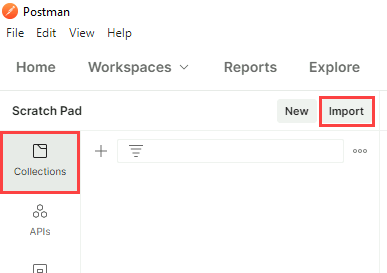 Postman
File Edit View Help
Home Workspaces Reports Explore
Scratch Pad New Import
Collections
APIs